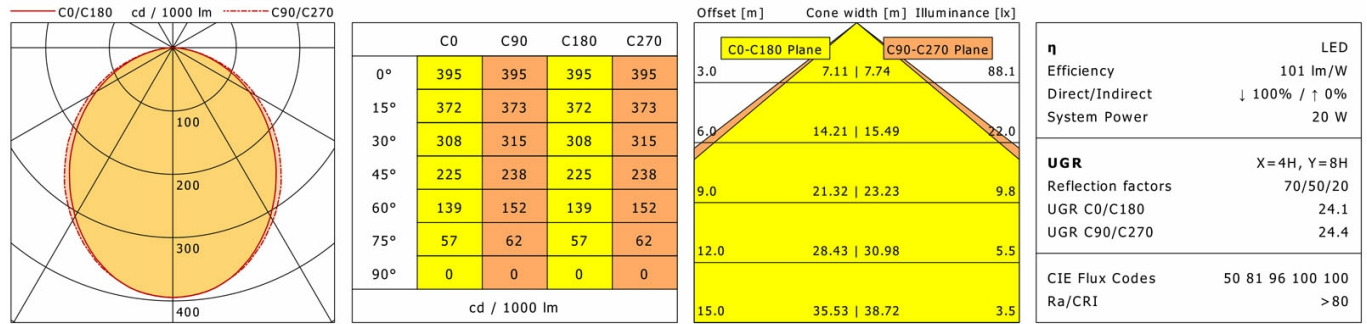 C0/C180 cd / 1000 lm C90/C270
100
200
300
400
C0 C90 C180 C270
0° 395 395 395 395
15° 372 373 372 373
30° 308 315 308 315
45° 225 238 225 238
60° 139 152 139 152
75° 57 62 57 62
90° 0 0 0 0
cd / 1000 lm
Offset [m] Cone width [m] Illuminance [lx]
C0-C180 Plane C90-C270 Plane
3.0 7.11 | 7.74 88.1
6.0 14.21 | 15.49 22.0
9.0 21.32 | 23.23 9.8
12.0 28.43 | 30.98 5.5
15.0 35.53 | 38.72 3.5
η LED
Efficiency 101 lm/W
Direct/Indirect ↓ 100% / ↑ 0%
System Power 20 W
UGR X=4H, Y=8H
Reflection factors 70/50/20
UGR C0/C180 24.1
UGR C90/C270 24.4
CIE Flux Codes 50 81 96 100 100
Ra/CRI >80